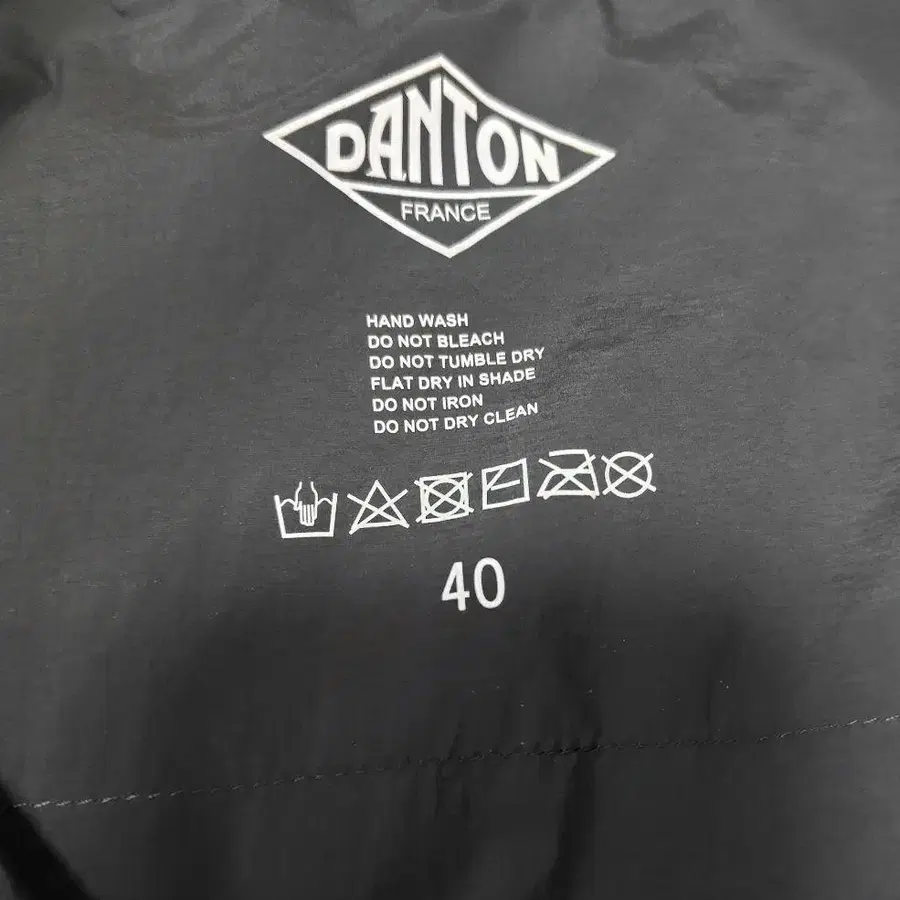 DANTON
FRANCE
HAND WASH
DO NOT BLEACH
DO NOT TUMBLE DRY
FLAT DRY IN SHADE
DO NOT IRON
DO NOT DRY CLEAN
40